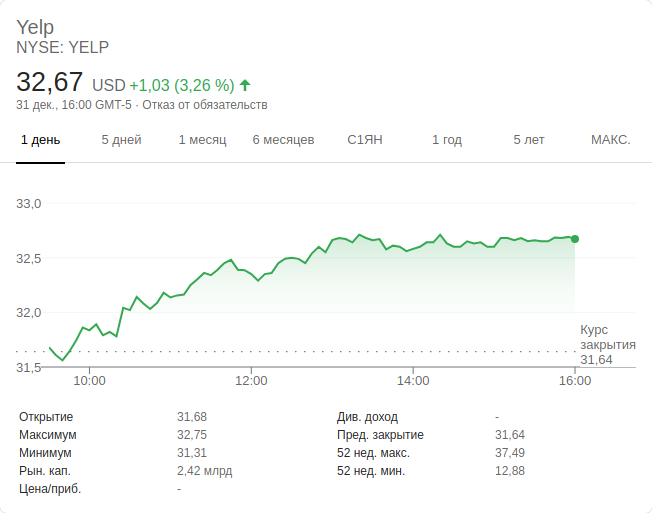 Yelp
NYSE: YELP
32,67 USD +1,03 (3,26 %)
31 дек., 16:00 GMT-5 · Отказ от обязательств
1 день 5 дней 1 месяц 6 месяцев С1ЯН 1 год 5 лет МАКС.
33,0
32,5
32,0
31,5
Курс
закрытия
31,64
10:00 12:00 14:00 16:00
Открытие 31,68 Див. доход -
Максимум 32,75 Пред. закрытие 31,64
Минимум 31,31 52 нед. макс. 37,49
Рын. кап. 2,42 млрд 52 нед. мин. 12,88
Цена/приб. -